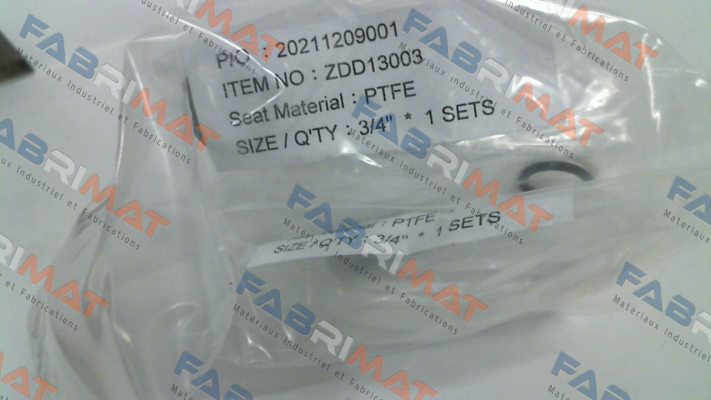 P/O : 20211209001
ITEM NO : ZDD13003
Seat Material : PTFE
SIZE / Q'TY : 3/4" * 1 SETS
: PTFE
SIZE / Q'TY : 3/4" * 1 SETS
FABRIMAT
Matériaux Industriel et Fabrications